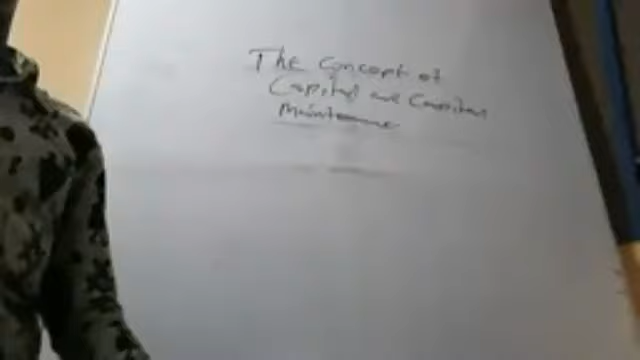 The Concept of
Capital and Capital
Maintenance